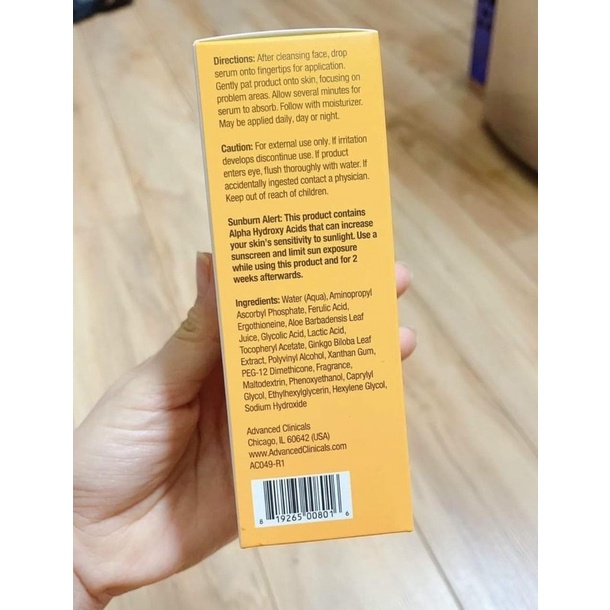 Directions: After cleansing face, drop
serum onto fingertips for application.
Gently pat product onto skin, focusing on
problem areas. Allow several minutes for
serum to absorb. Follow with moisturizer.
May be applied daily, day or night.
Caution: For external use only. If irritation
develops discontinue use. If product
enters eye, flush thoroughly with water. If
accidentally ingested contact a physician.
Keep out of reach of children.
Sunburn Alert: This product contains
Alpha Hydroxy Acids that can increase
your skin's sensitivity to sunlight. Use a
sunscreen and limit sun exposure
while using this product and for 2
weeks afterwards.
Ingredients: Water (Aqua), Aminopropyl
Ascorbyl Phosphate, Ferulic Acid,
Ergothioneine, Aloe Barbadensis Leaf
Juice, Glycolic Acid, Lactic Acid,
Tocopheryl Acetate, Ginkgo Biloba Leaf
Extract, Polyvinyl Alcohol, Xanthan Gum,
PEG-12 Dimethicone, Fragrance,
Maltodextrin, Phenoxyethanol, Caprylyl
Glycol, Ethylhexylglycerin, Hexylene Glycol,
Sodium Hydroxide
Advanced Clinicals
Chicago, IL 60642 (USA)
www.AdvancedClinicals.com
AC049-R1
8 19265 00801 6